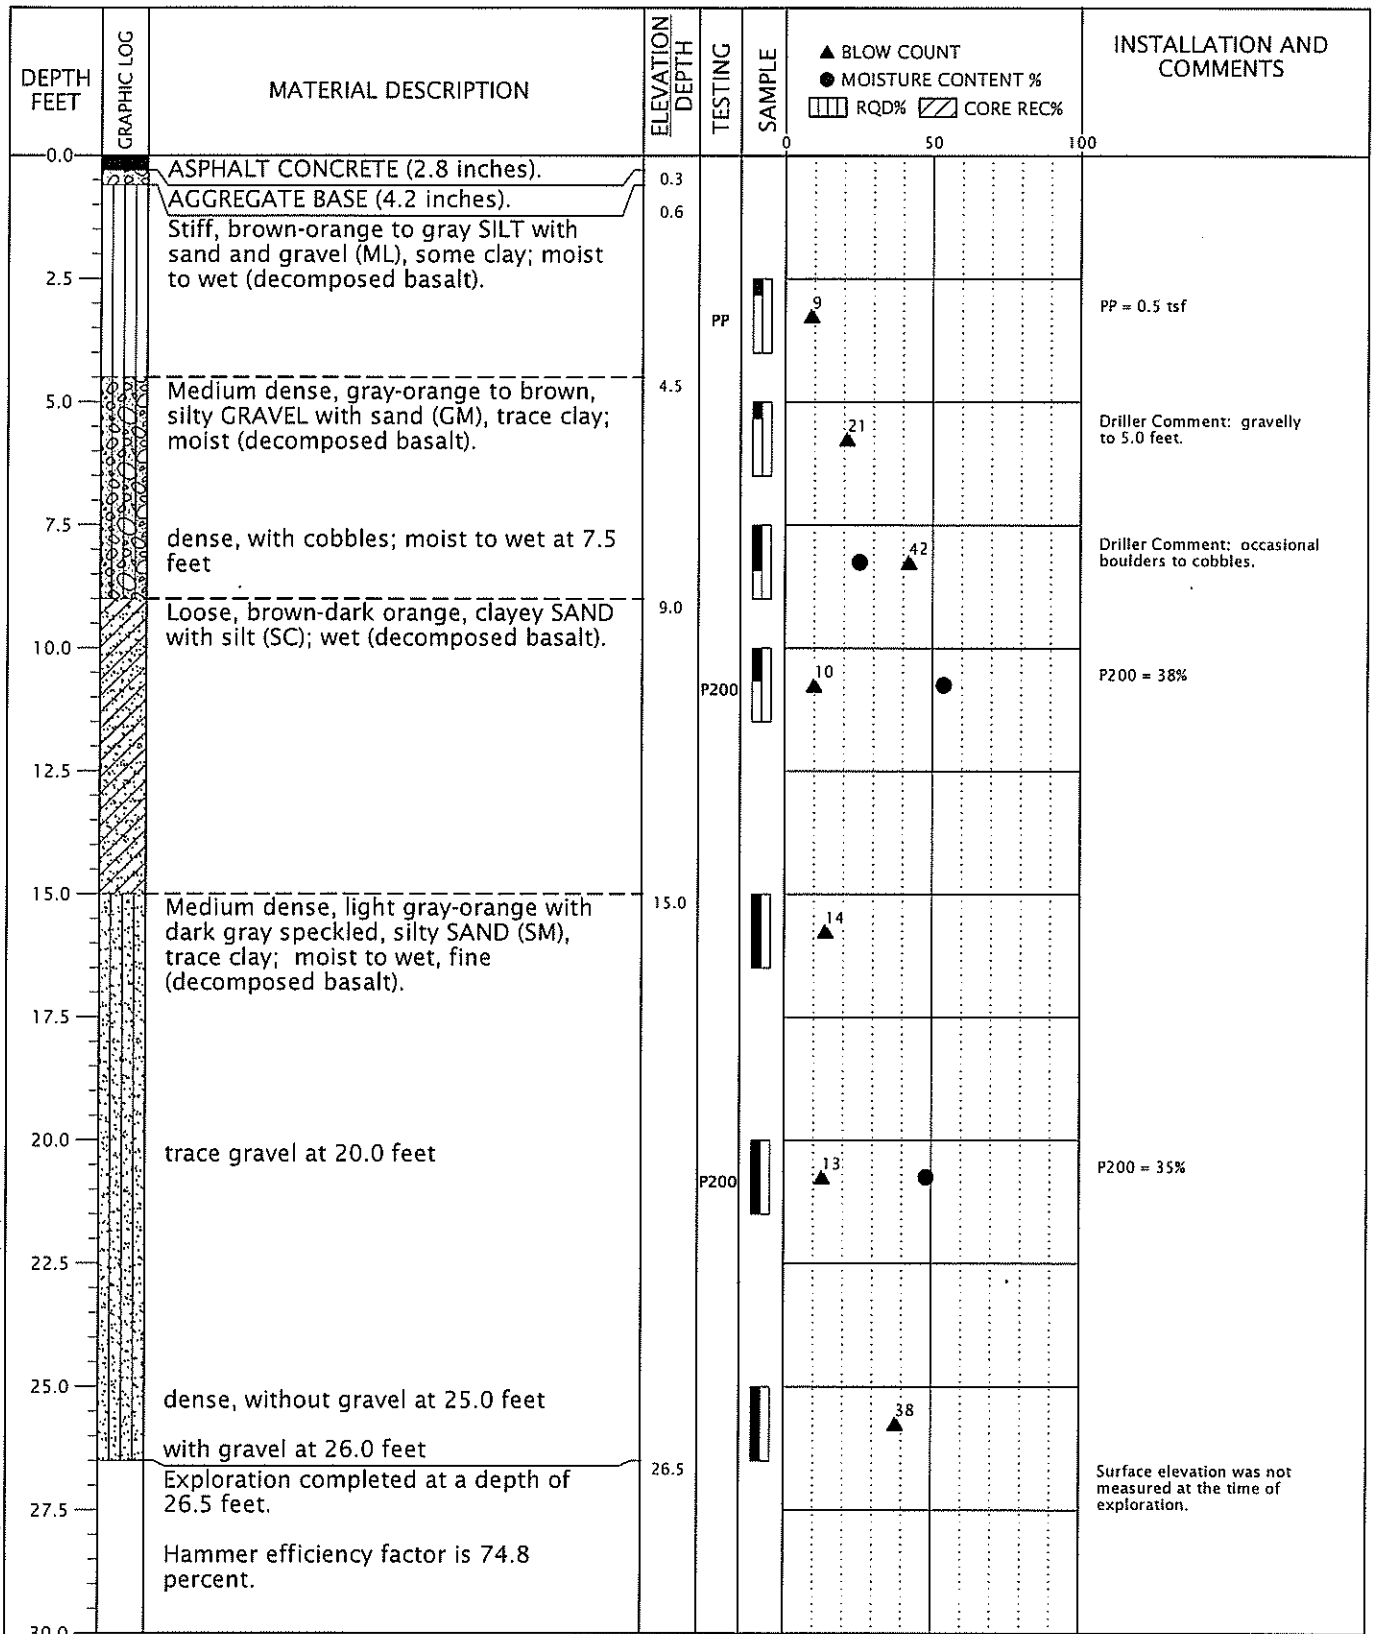 DEPTH
FEET
GRAPHIC LOG
MATERIAL DESCRIPTION
ELEVATION
DEPTH
TESTING
SAMPLE
▲ BLOW COUNT
● MOISTURE CONTENT %
RQD% CORE REC%
INSTALLATION AND
COMMENTS
0 50 100
0.0
ASPHALT CONCRETE (2.8 inches).
0.3
AGGREGATE BASE (4.2 inches).
0.6
Stiff, brown-orange to gray SILT with
sand and gravel (ML), some clay; moist
to wet (decomposed basalt).
2.5
PP
9
PP = 0.5 tsf
Medium dense, gray-orange to brown,
silty GRAVEL with sand (GM), trace clay;
moist (decomposed basalt).
4.5
5.0
21
Driller Comment: gravelly
to 5.0 feet.
7.5
dense, with cobbles; moist to wet at 7.5
feet
42
Driller Comment: occasional
boulders to cobbles.
Loose, brown-dark orange, clayey SAND
with silt (SC); wet (decomposed basalt).
9.0
10.0
P200
10
P200 = 38%
12.5
15.0
Medium dense, light gray-orange with
dark gray speckled, silty SAND (SM),
trace clay; moist to wet, fine
(decomposed basalt).
15.0
14
17.5
20.0
trace gravel at 20.0 feet
P200
13
P200 = 35%
22.5
25.0
dense, without gravel at 25.0 feet
38
with gravel at 26.0 feet
Exploration completed at a depth of
26.5 feet.
26.5
Surface elevation was not
measured at the time of
exploration.
27.5
Hammer efficiency factor is 74.8
percent.
30.0